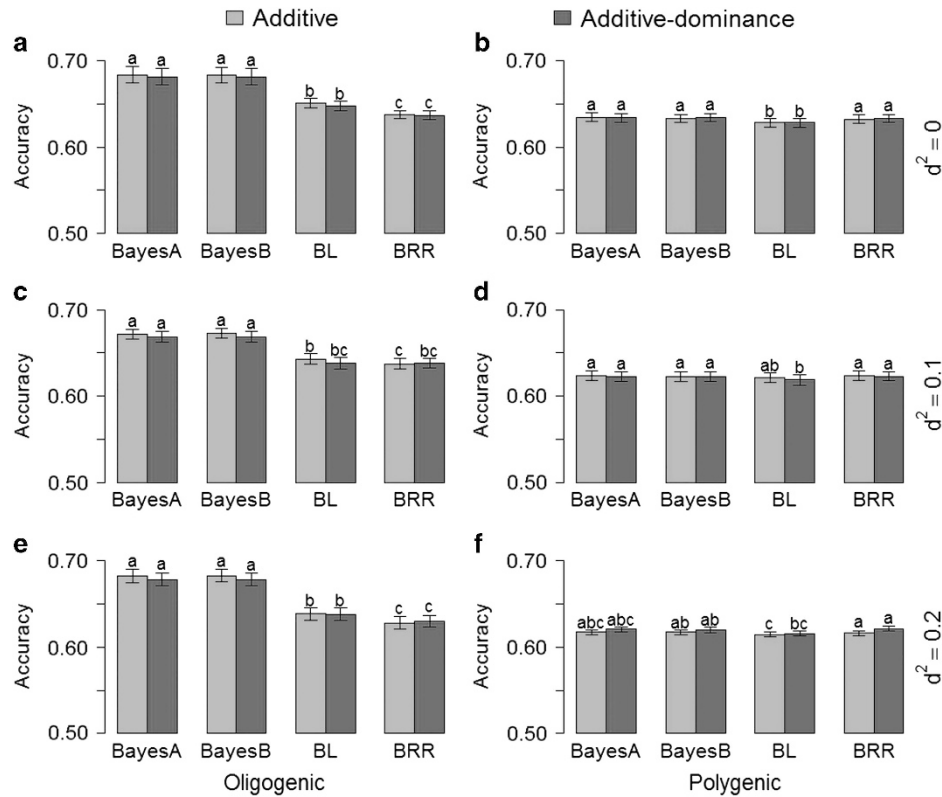 Additive Additive-dominance
a
Accuracy
0.70
0.60
0.50
a a a a b b c c
BayesA BayesB BL BRR
b
Accuracy
0.70
0.60
0.50
a a a a b b a a
BayesA BayesB BL BRR
d² = 0
c
Accuracy
0.70
0.60
0.50
a a a a b bc c bc
BayesA BayesB BL BRR
d
Accuracy
0.70
0.60
0.50
a a a a ab b a a
BayesA BayesB BL BRR
d² = 0.1
e
Accuracy
0.70
0.60
0.50
a a a a b b c c
BayesA BayesB BL BRR
Oligogenic
f
Accuracy
0.70
0.60
0.50
abc abc ab ab c bc a a
BayesA BayesB BL BRR
Polygenic
d² = 0.2